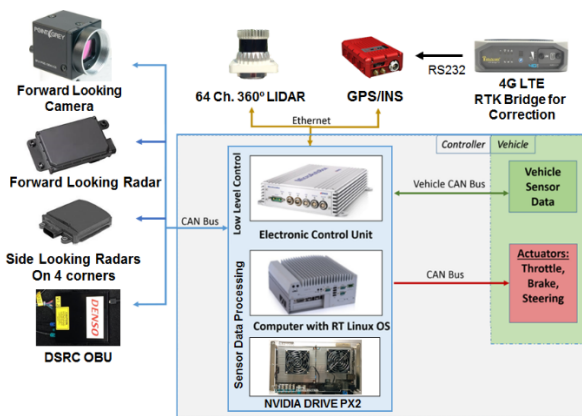 POINT GREY
Forward Looking
Camera
64 Ch. 360º LIDAR
GPS/INS
RS232
4G LTE
RTK Bridge for
Correction
Ethernet
Forward Looking Radar
Side Looking Radars
On 4 corners
DENSO
DSRC OBU
CAN Bus
Low Level Control
Sensor Data Processing
Electronic Control Unit
Computer with RT Linux OS
NVIDIA DRIVE PX2
Controller
Vehicle
Vehicle CAN Bus
Vehicle
Sensor
Data
CAN Bus
Actuators:
Throttle,
Brake,
Steering